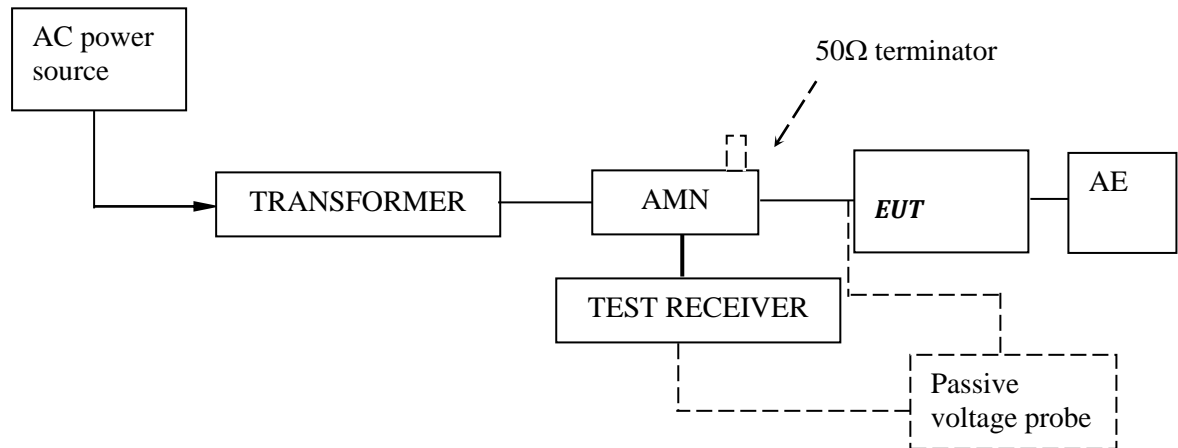 AC power
source
50Ω terminator
TRANSFORMER
AMN
EUT
AE
TEST RECEIVER
Passive
voltage probe